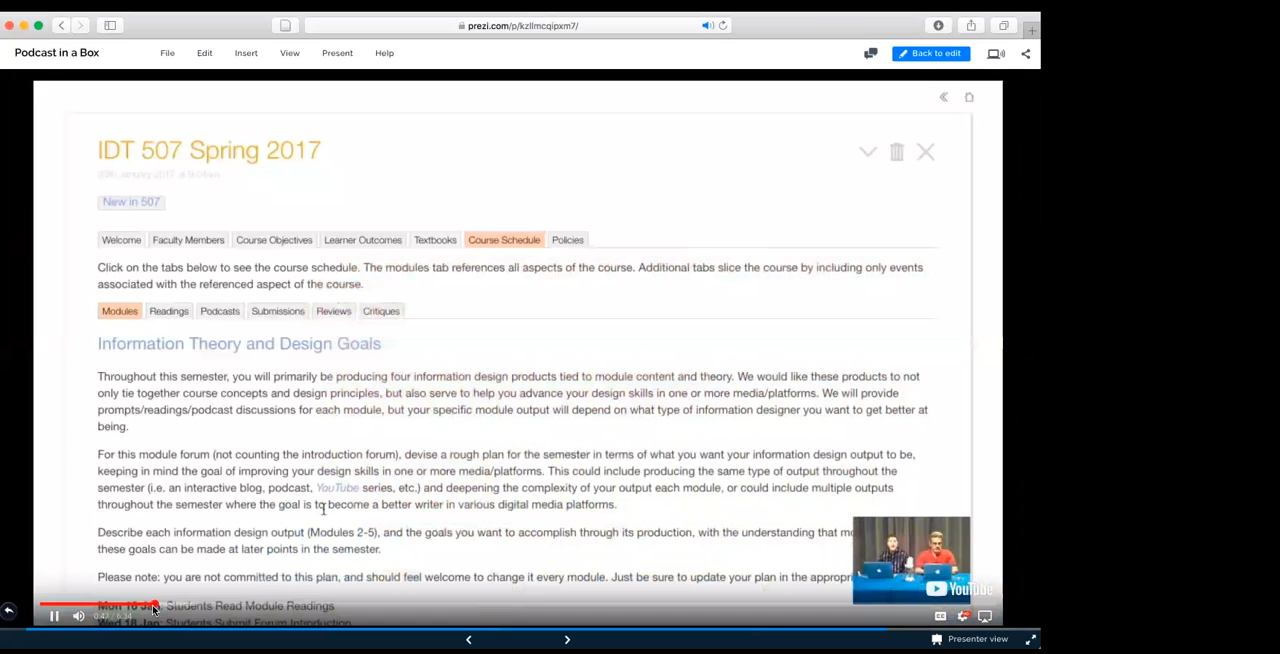 prezi.com/p/kzllmcqipxm7/
Podcast in a Box
File Edit Insert View Present Help
Back to edit
IDT 507 Spring 2017
New in 507
Welcome Faculty Members Course Objectives Learner Outcomes Textbooks Course Schedule Policies
Click on the tabs below to see the course schedule. The modules tab references all aspects of the course. Additional tabs slice the course by including only events
associated with the referenced aspect of the course.
Modules Readings Podcasts Submissions Reviews Critiques
Information Theory and Design Goals
Throughout this semester, you will primarily be producing four information design products tied to module content and theory. We would like these products to not
only tie together course concepts and design principles, but also serve to help you advance your design skills in one or more media/platforms. We will provide
prompts/readings/podcast discussions for each module, but your specific module output will depend on what type of information designer you want to get better at
being.
For this module forum (not counting the introduction forum), devise a rough plan for the semester in terms of what you want your information design output to be,
keeping in mind the goal of improving your design skills in one or more media/platforms. This could include producing the same type of output throughout the
semester (i.e. an interactive blog, podcast, YouTube series, etc.) and deepening the complexity of your output each module, or could include multiple outputs
throughout the semester where the goal is to become a better writer in various digital media platforms.
Describe each information design output (Modules 2-5), and the goals you want to accomplish through its production, with the understanding that
these goals can be made at later points in the semester.
Please note: you are not committed to this plan, and should feel welcome to change it every module. Just be sure to update your plan in the
YouTube
Mon 16 Students Read Module Readings
Wed 18 Jan: Students Submit Forum Introduction
Presenter view